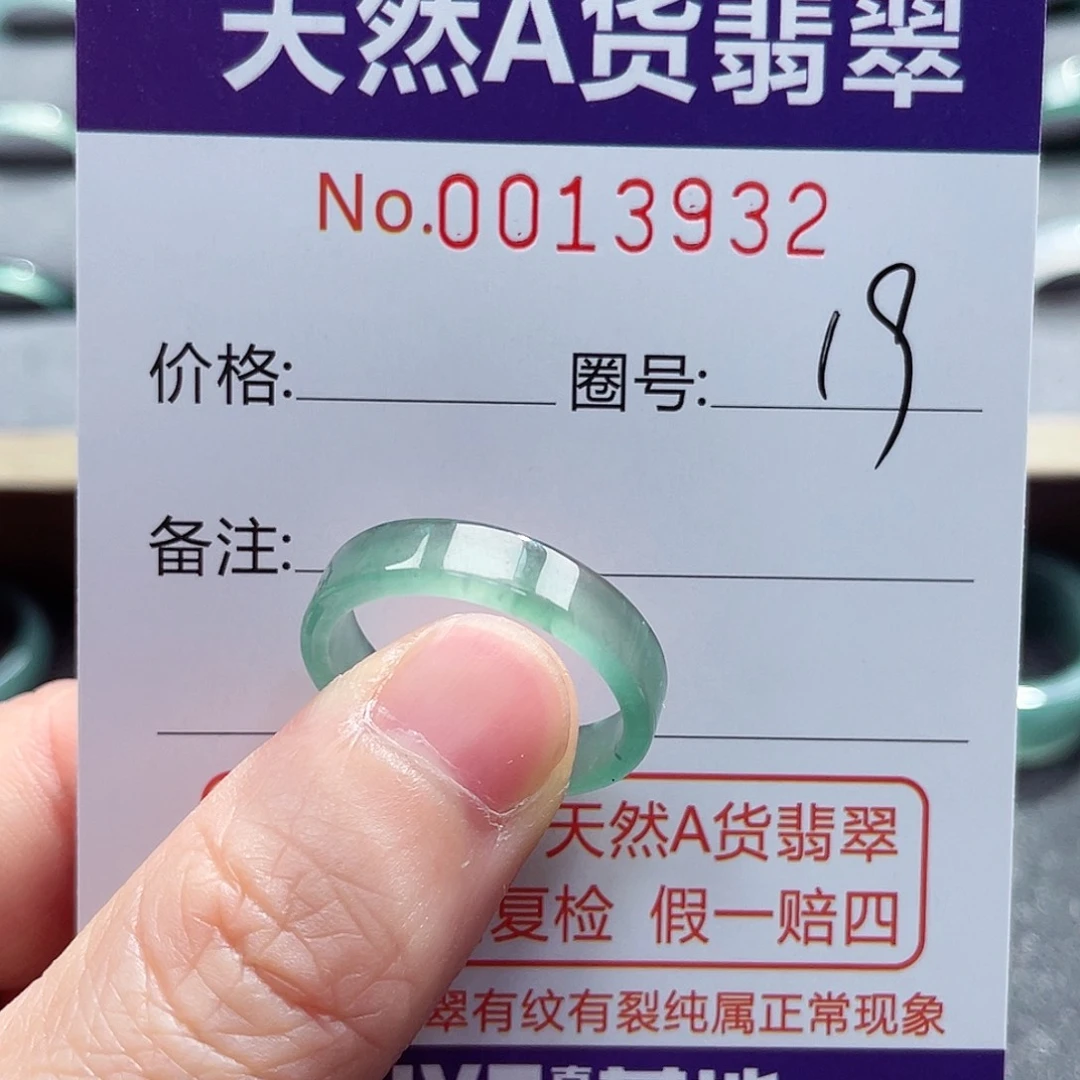 天然A货翡翠
No.0013932
价格: 圈号: 19
备注:
天然A货翡翠
复检 假一赔四
翠有纹有裂纯属正常现象